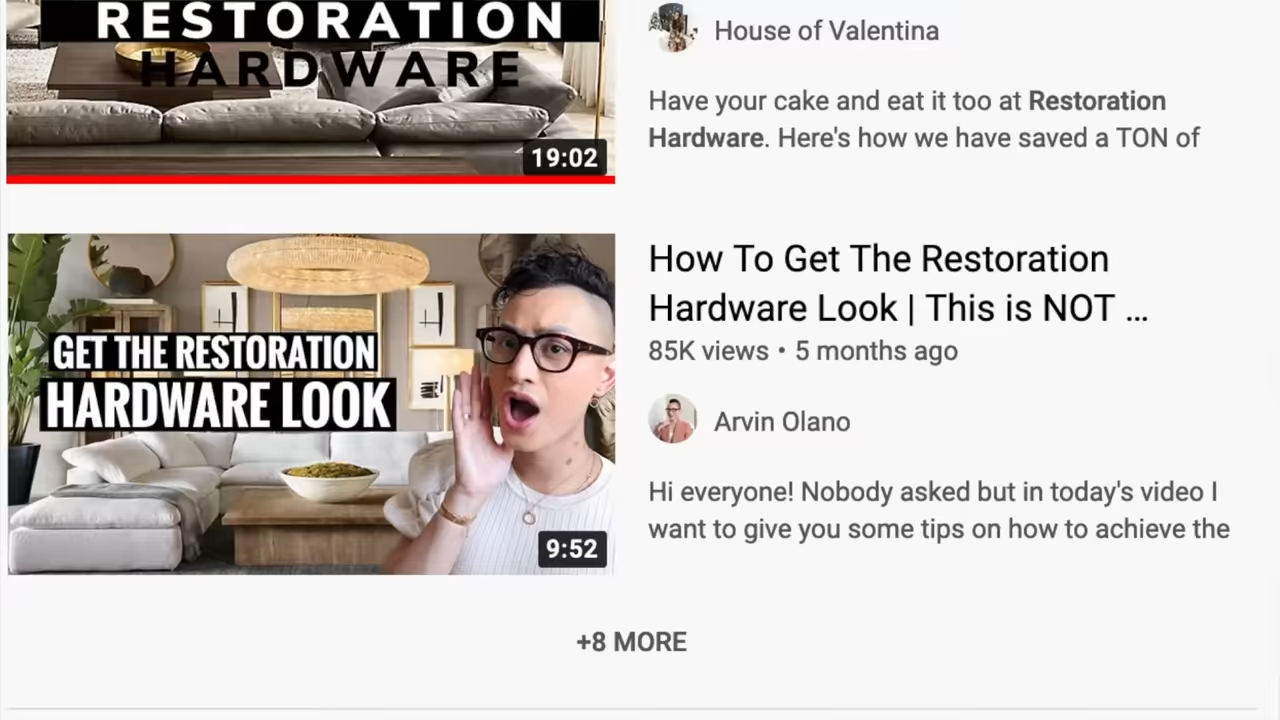 RESTORATION
HARDWARE
19:02
House of Valentina
Have your cake and eat it too at Restoration
Hardware. Here's how we have saved a TON of
GET THE RESTORATION
HARDWARE LOOK
9:52
How To Get The Restoration
Hardware Look | This is NOT ...
85K views • 5 months ago
Arvin Olano
Hi everyone! Nobody asked but in today's video I
want to give you some tips on how to achieve the
+8 MORE